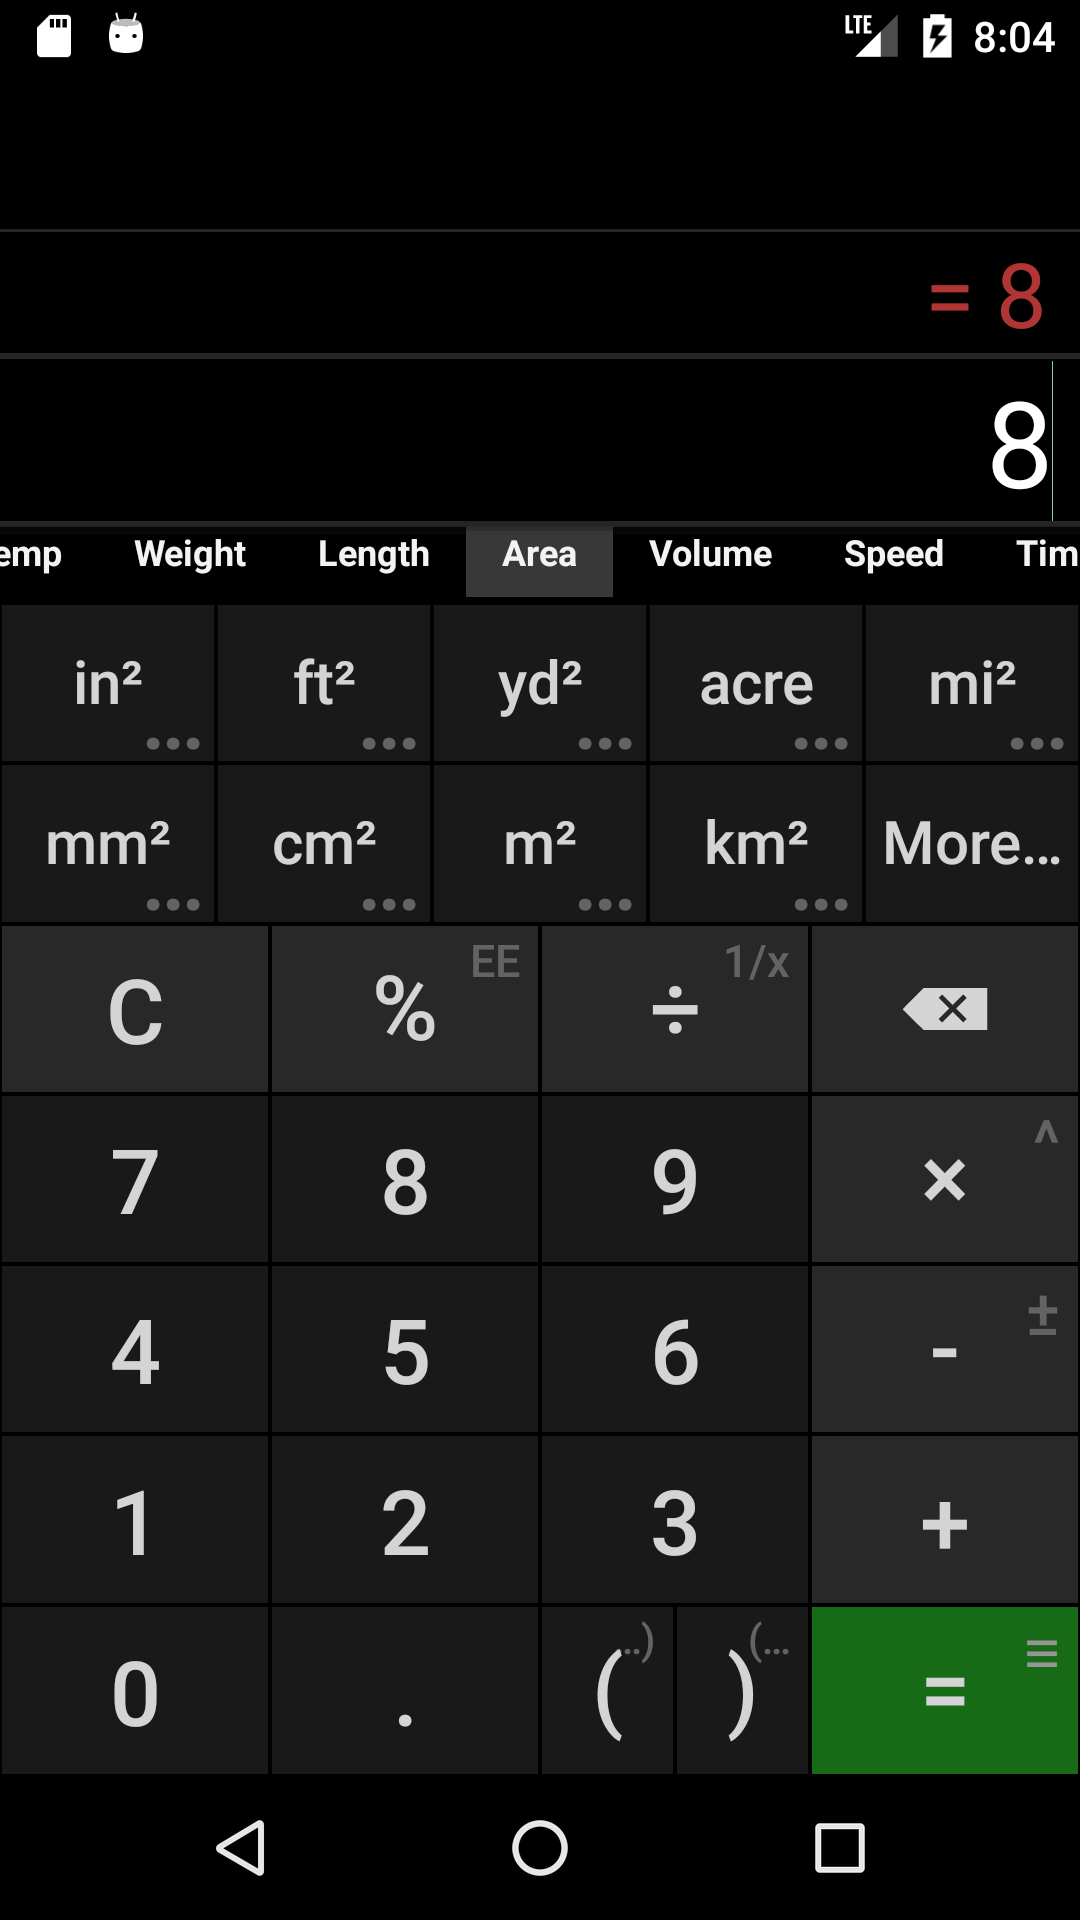 LTE 8:04
= 8
8
emp Weight Length Area Volume Speed Tim
in² ft² yd² acre mi²
mm² cm² m² km² More...
C % EE ÷ 1/x
7 8 9 × ^
4 5 6 - ±
1 2 3 +
0 . ( ..) ) (... =